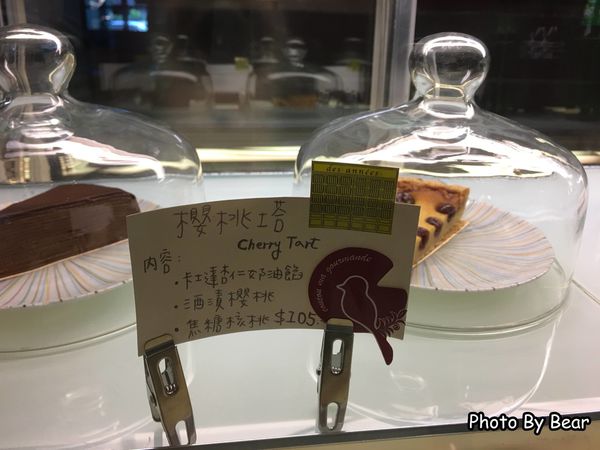 des années
櫻桃塔
Cherry Tart
內容:
• 卡士達杏仁奶油餡
• 酒漬櫻桃
• 焦糖核桃 $105
gourmande
Photo By Bear